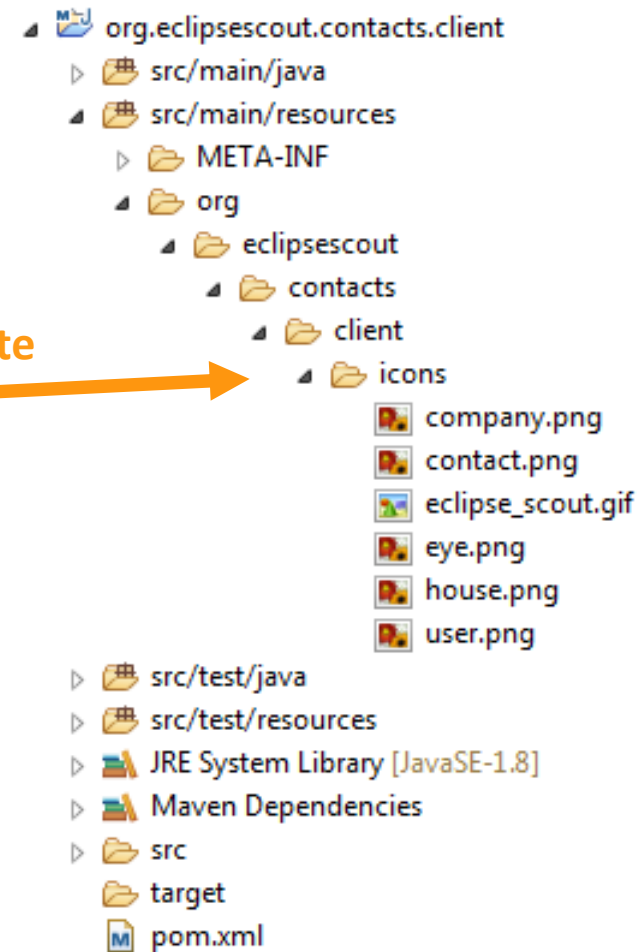 org.eclipsescout.contacts.client
src/main/java
src/main/resources
META-INF
org
eclipsescout
contacts
client
te
icons
company.png
contact.png
eclipse_scout.gif
eye.png
house.png
user.png
src/test/java
src/test/resources
JRE System Library [JavaSE-1.8]
Maven Dependencies
src
target
pom.xml